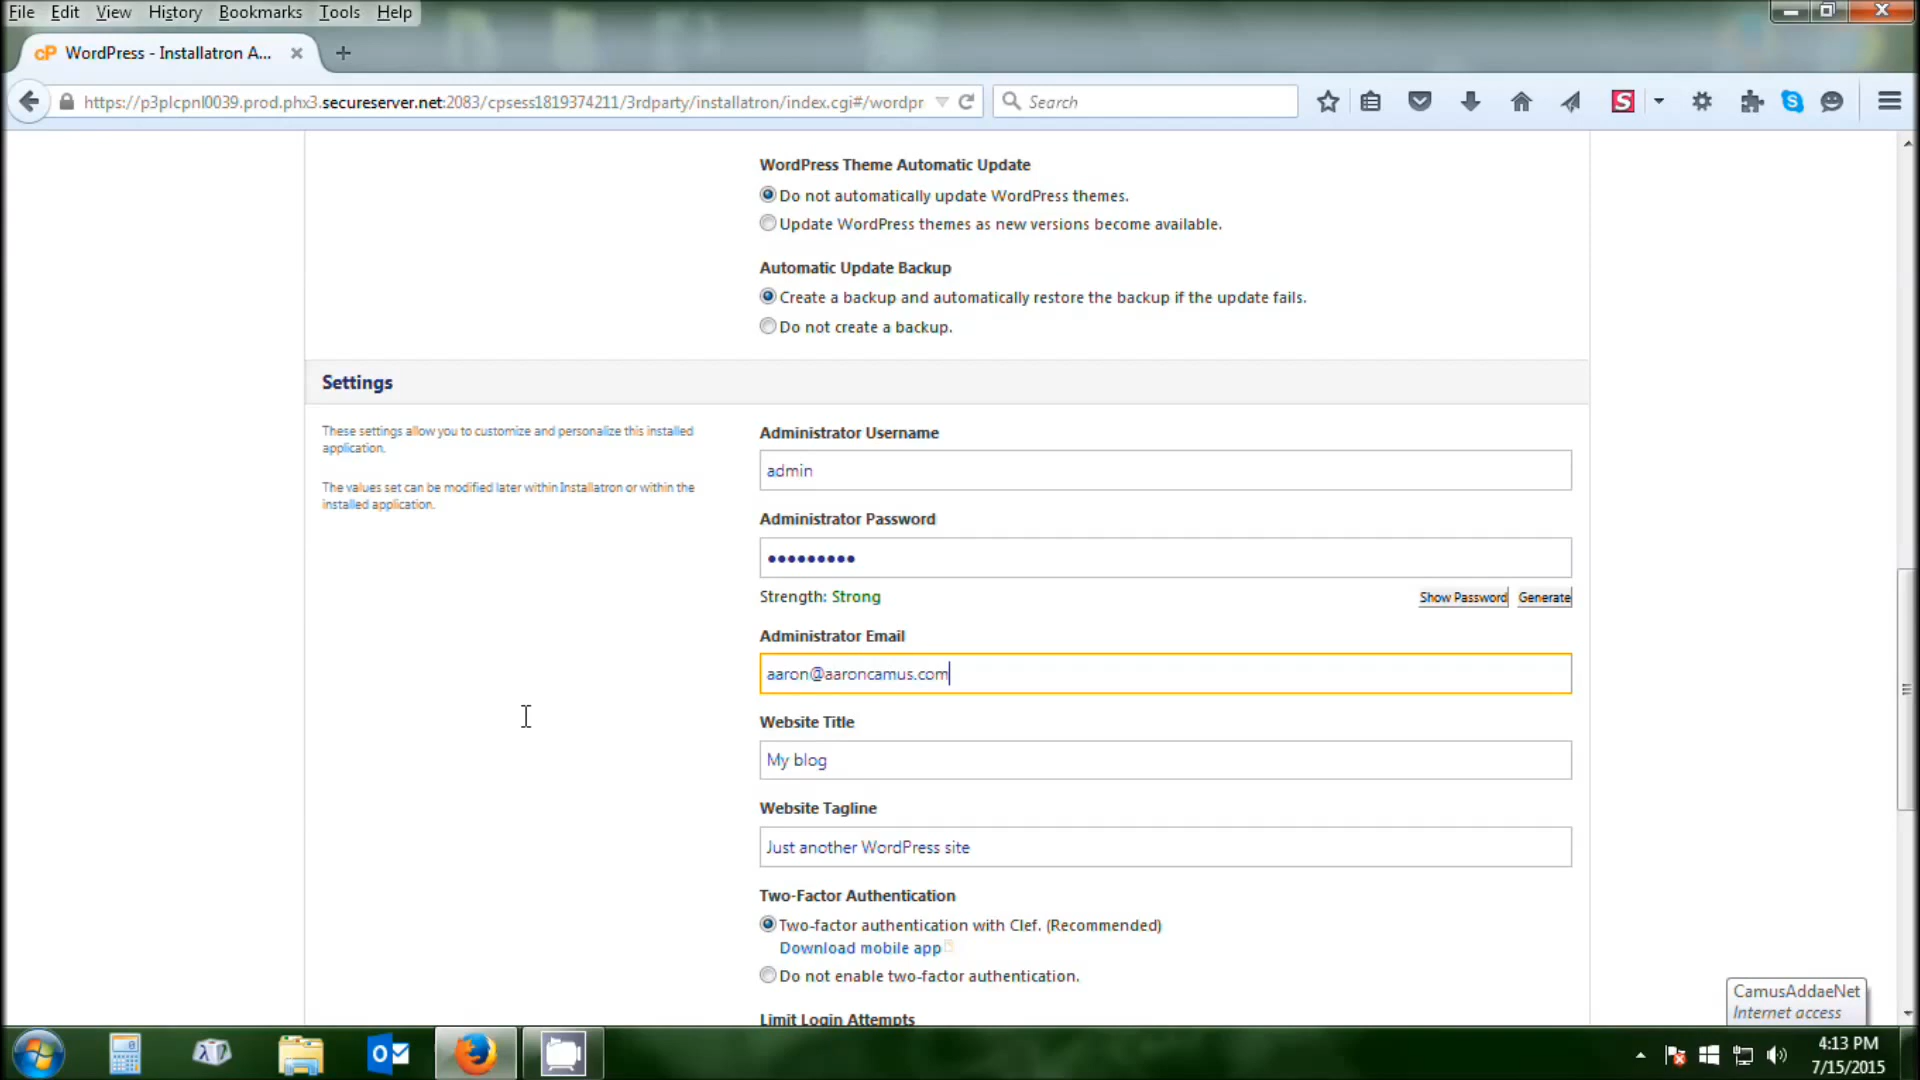 File Edit View History Bookmarks Tools Help
cP WordPress - Installatron A...
https://p3plcpnl0039.prod.phx3.secureserver.net:2083/cpsess1819374211/3rdparty/installatron/index.cgi#/wordpr
Search
WordPress Theme Automatic Update
Do not automatically update WordPress themes.
Update WordPress themes as new versions become available.
Automatic Update Backup
Create a backup and automatically restore the backup if the update fails.
Do not create a backup.
Settings
These settings allow you to customize and personalize this installed
application.
The values set can be modified later within Installatron or within the
installed application.
Administrator Username
admin
Administrator Password
•••••••••
Strength: Strong
Show Password Generate
Administrator Email
aaron@aaroncamus.com
Website Title
My blog
Website Tagline
Just another WordPress site
Two-Factor Authentication
Two-factor authentication with Clef. (Recommended)
Download mobile app
Do not enable two-factor authentication.
Limit Login Attempts
CamusAddaeNet
Internet access
4:13 PM
7/15/2015